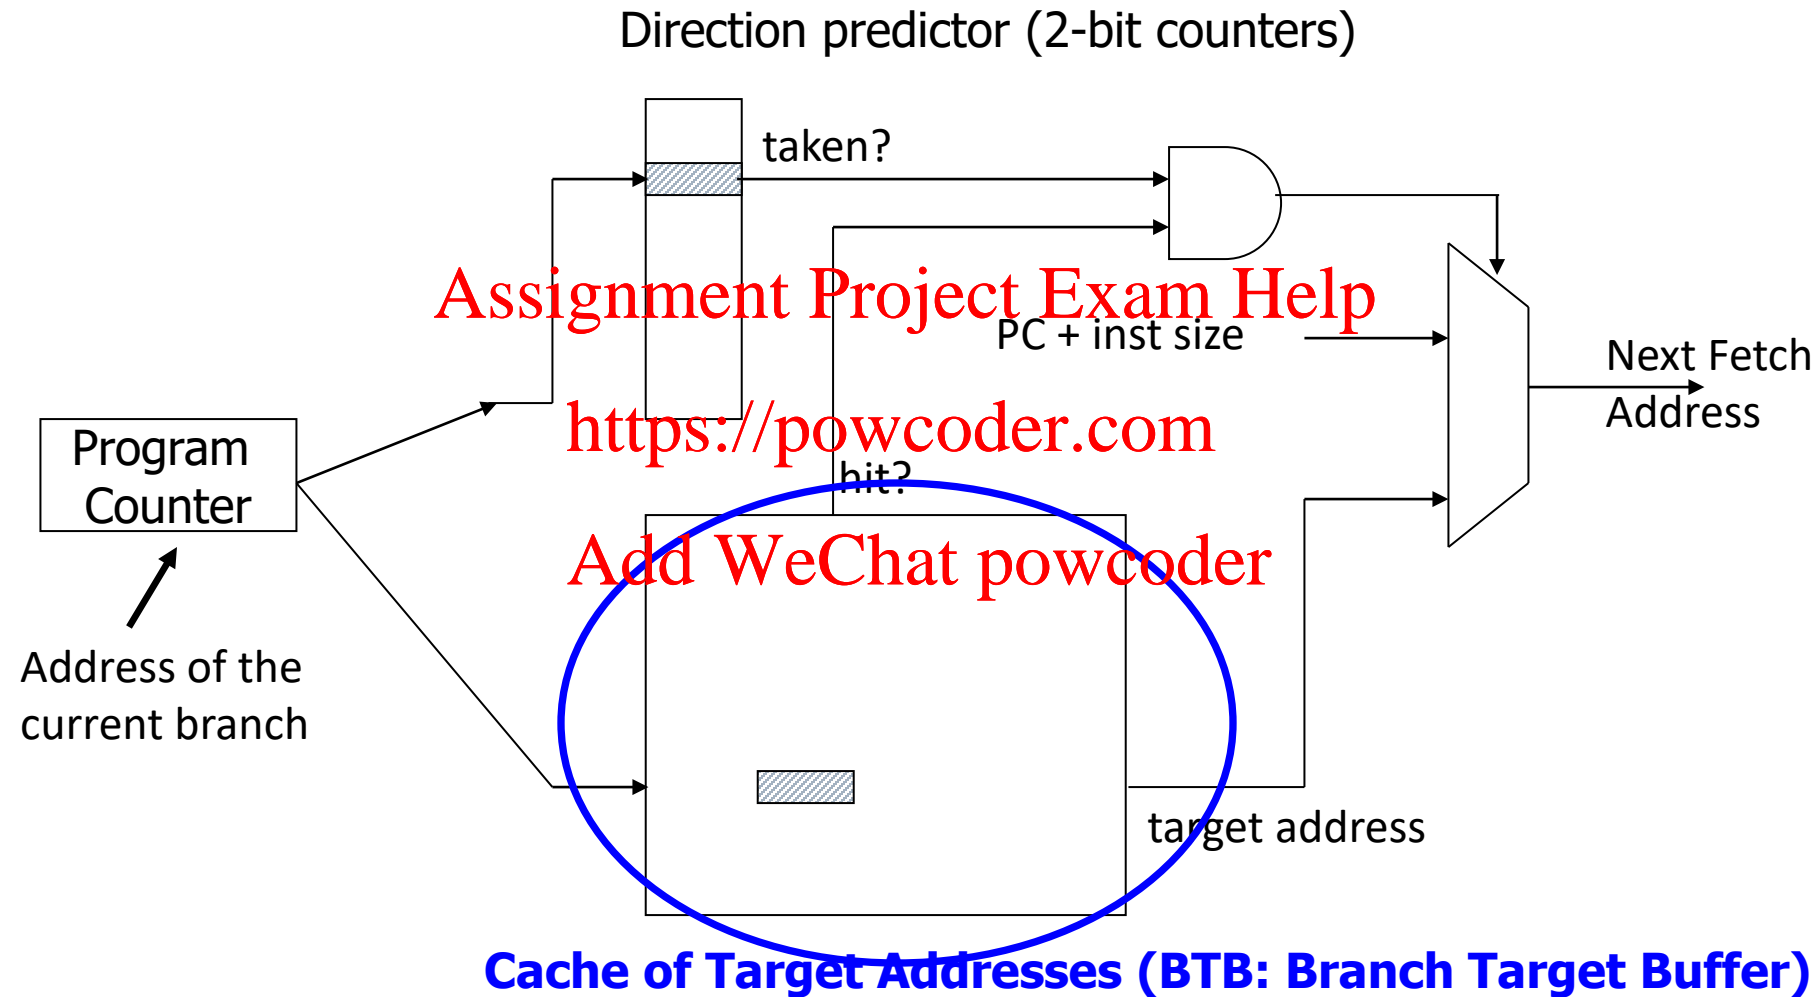 Direction predictor (2-bit counters)
taken?
Assignment Project Exam Help
PC + inst size
Next Fetch
Address
https://powcoder.com
Program
Counter
hit?
Add WeChat powcoder
Address of the
current branch
target address
Cache of Target Addresses (BTB: Branch Target Buffer)